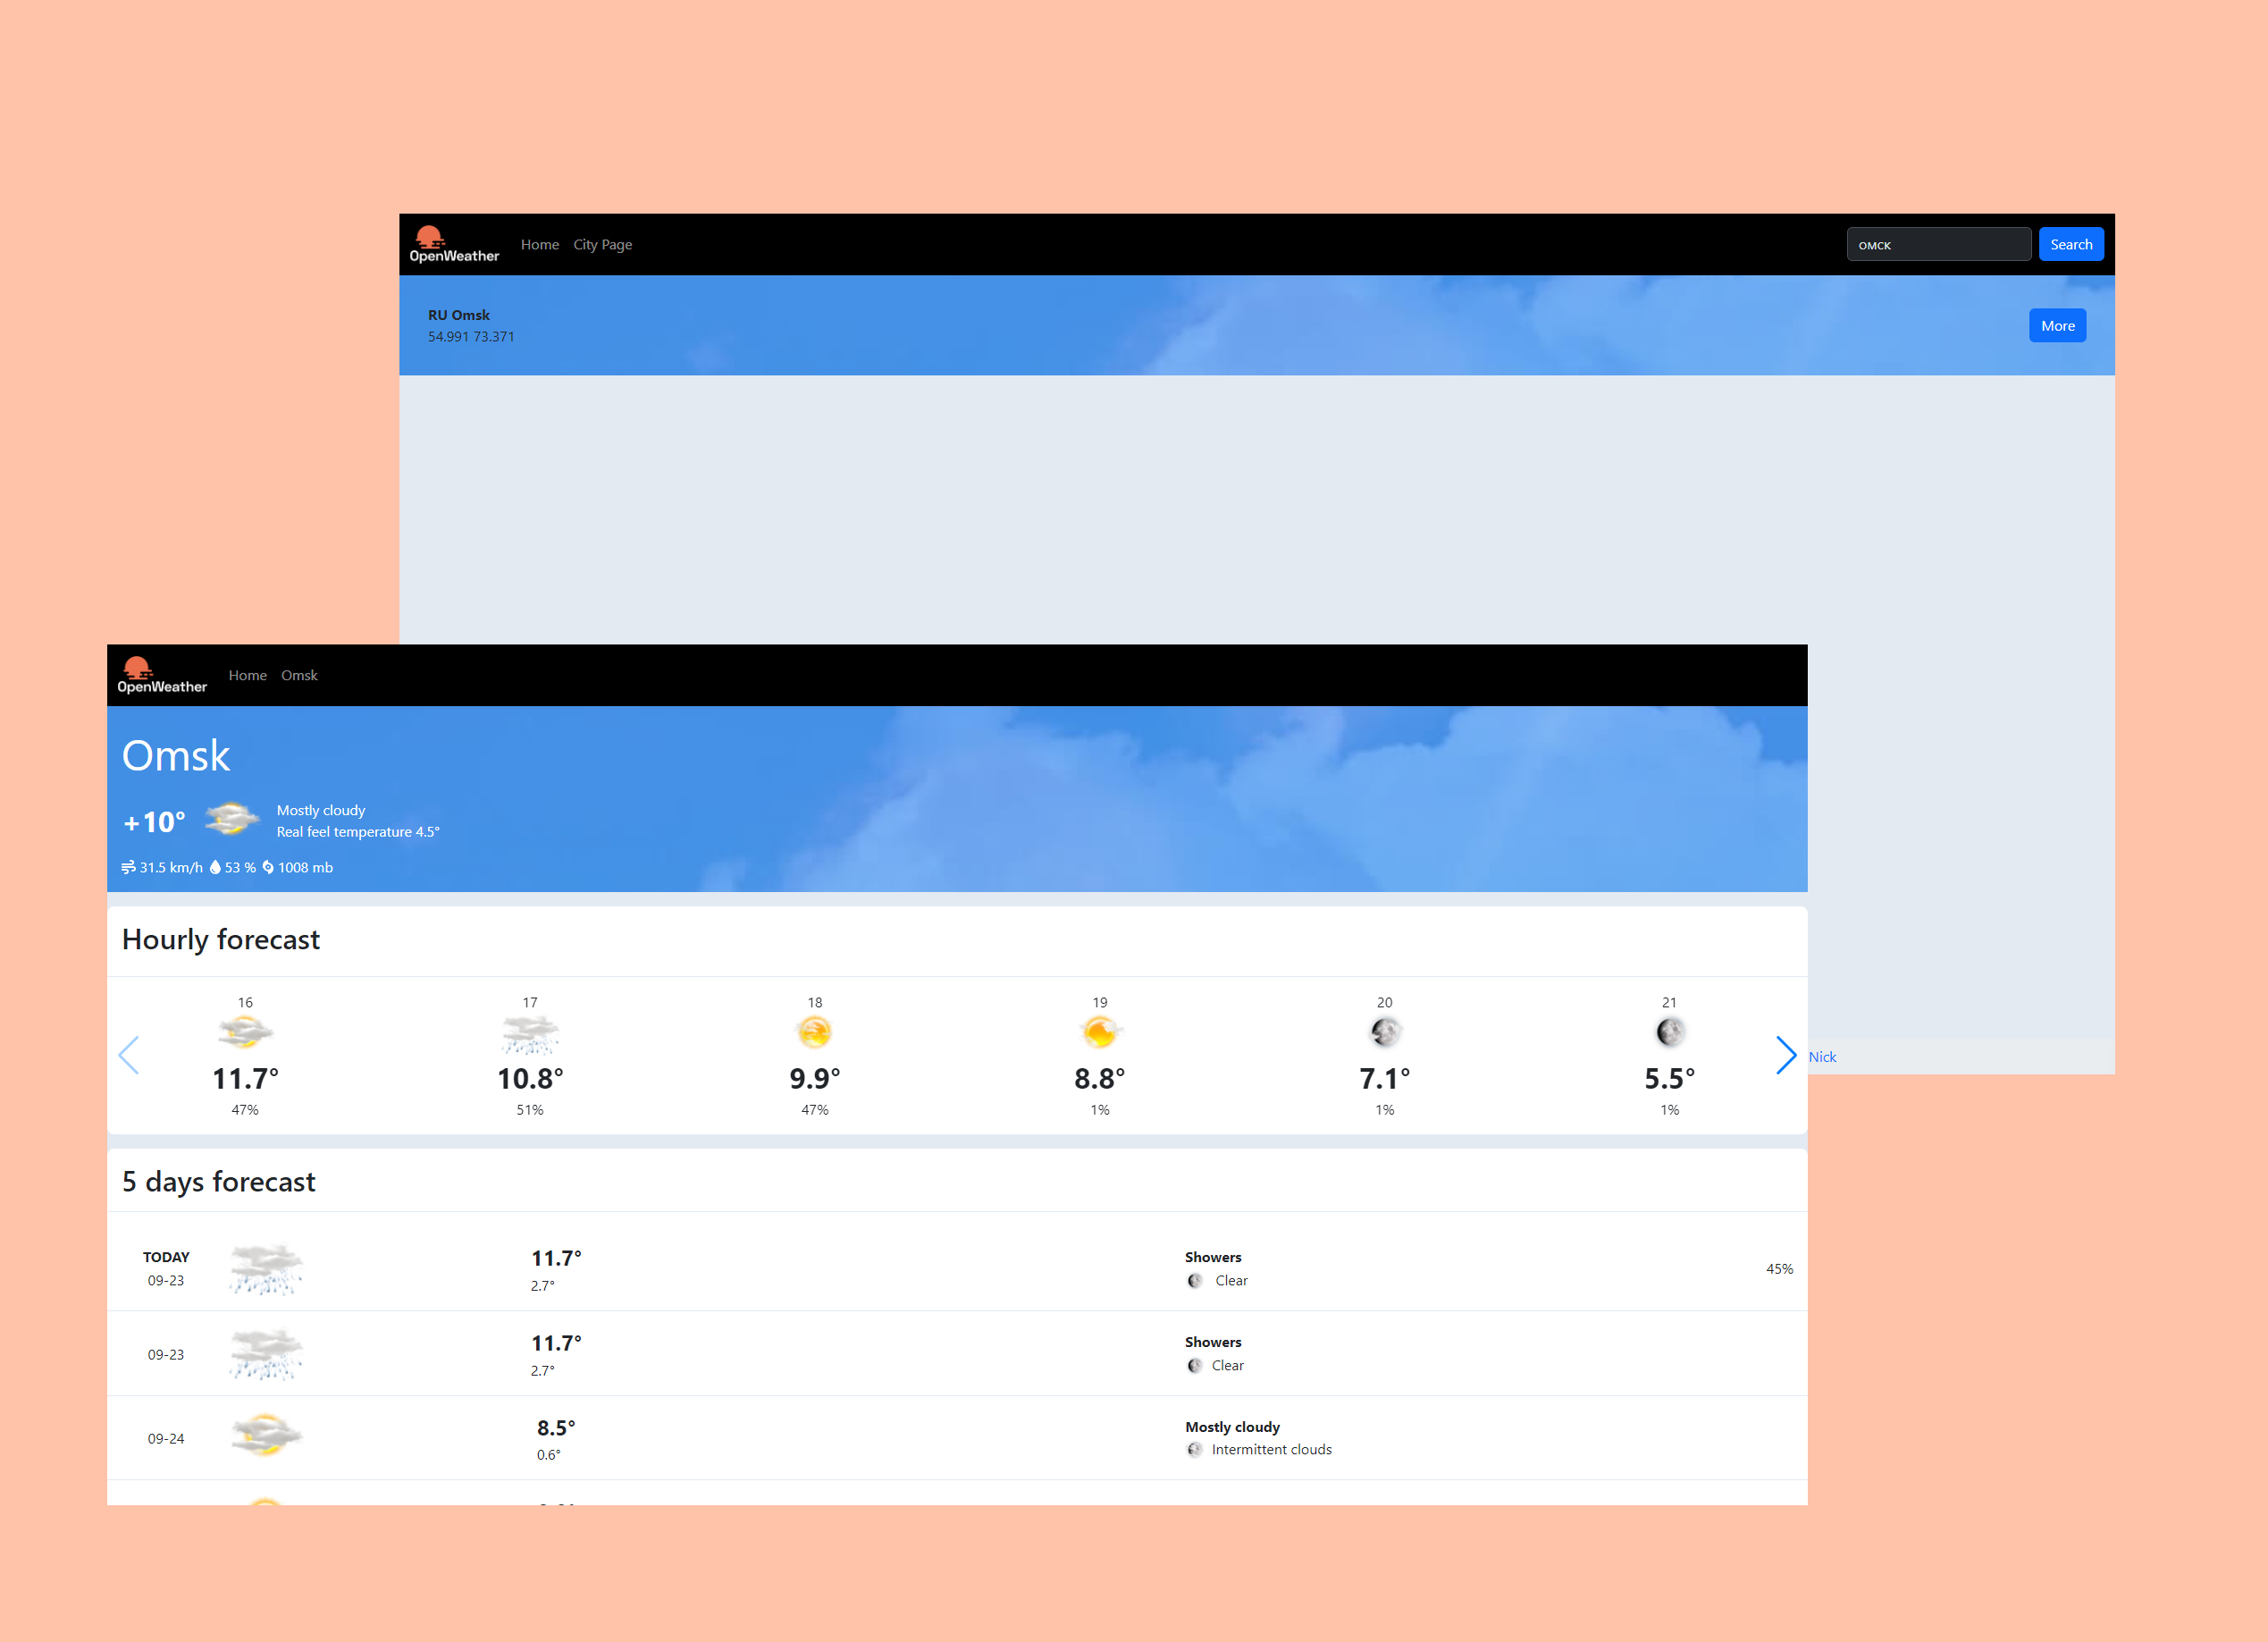 OpenWeather
Home City Page
омск
Search
RU Omsk
54.991 73.371
More
Nick
OpenWeather
Home Omsk
Omsk
+10°
Mostly cloudy
Real feel temperature 4.5°
31.5 km/h 53 % 1008 mb
Hourly forecast
16 17 18 19 20 21
11.7° 10.8° 9.9° 8.8° 7.1° 5.5°
47% 51% 47% 1% 1% 1%
5 days forecast
TODAY
09-23
11.7°
2.7°
Showers
Clear
45%
09-23
11.7°
2.7°
Showers
Clear
09-24
8.5°
0.6°
Mostly cloudy
Intermittent clouds